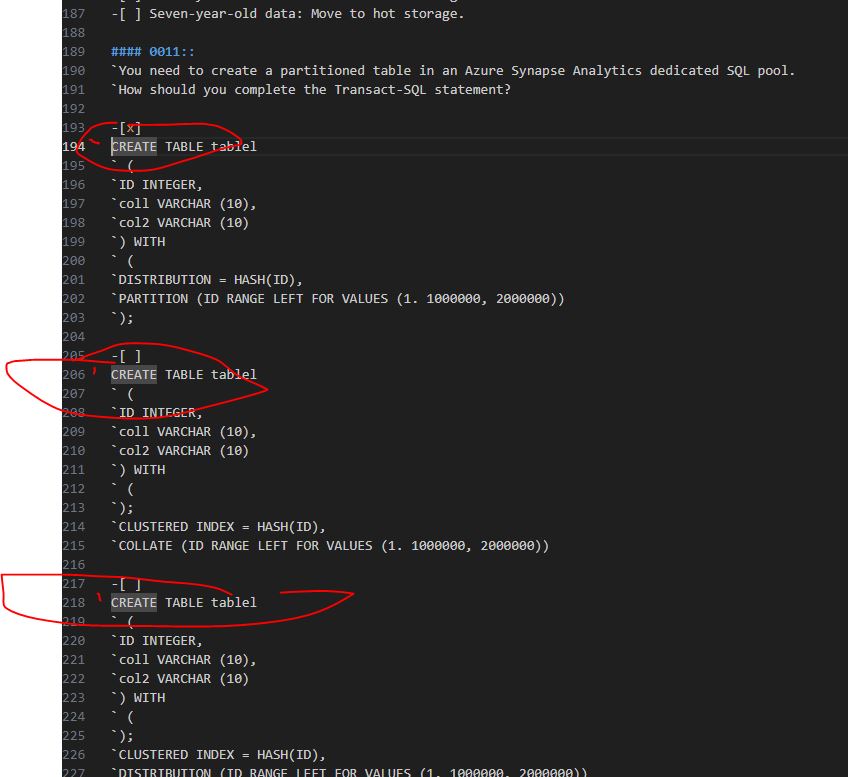 187 -[ ] Seven-year-old data: Move to hot storage.
188
189 #### 0011::
190 `You need to create a partitioned table in an Azure Synapse Analytics dedicated SQL pool.
191 `How should you complete the Transact-SQL statement?
192
193 -[x]
194 CREATE TABLE tablel
195 ` (
196 `ID INTEGER,
197 `coll VARCHAR (10),
198 `col2 VARCHAR (10)
199 `) WITH
200 ` (
201 `DISTRIBUTION = HASH(ID),
202 `PARTITION (ID RANGE LEFT FOR VALUES (1. 1000000, 2000000))
203 `);
204
205 -[ ]
206 CREATE TABLE tablel
207 ` (
208 `ID INTEGER,
209 `coll VARCHAR (10),
210 `col2 VARCHAR (10)
211 `) WITH
212 ` (
213 `);
214 `CLUSTERED INDEX = HASH(ID),
215 `COLLATE (ID RANGE LEFT FOR VALUES (1. 1000000, 2000000))
216
217 -[ ]
218 CREATE TABLE tablel
219 ` (
220 `ID INTEGER,
221 `coll VARCHAR (10),
222 `col2 VARCHAR (10)
223 `) WITH
224 ` (
225 `);
226 `CLUSTERED INDEX = HASH(ID),
227 `DISTRIBUTION (ID RANGE LEFT FOR VALUES (1. 1000000, 2000000))